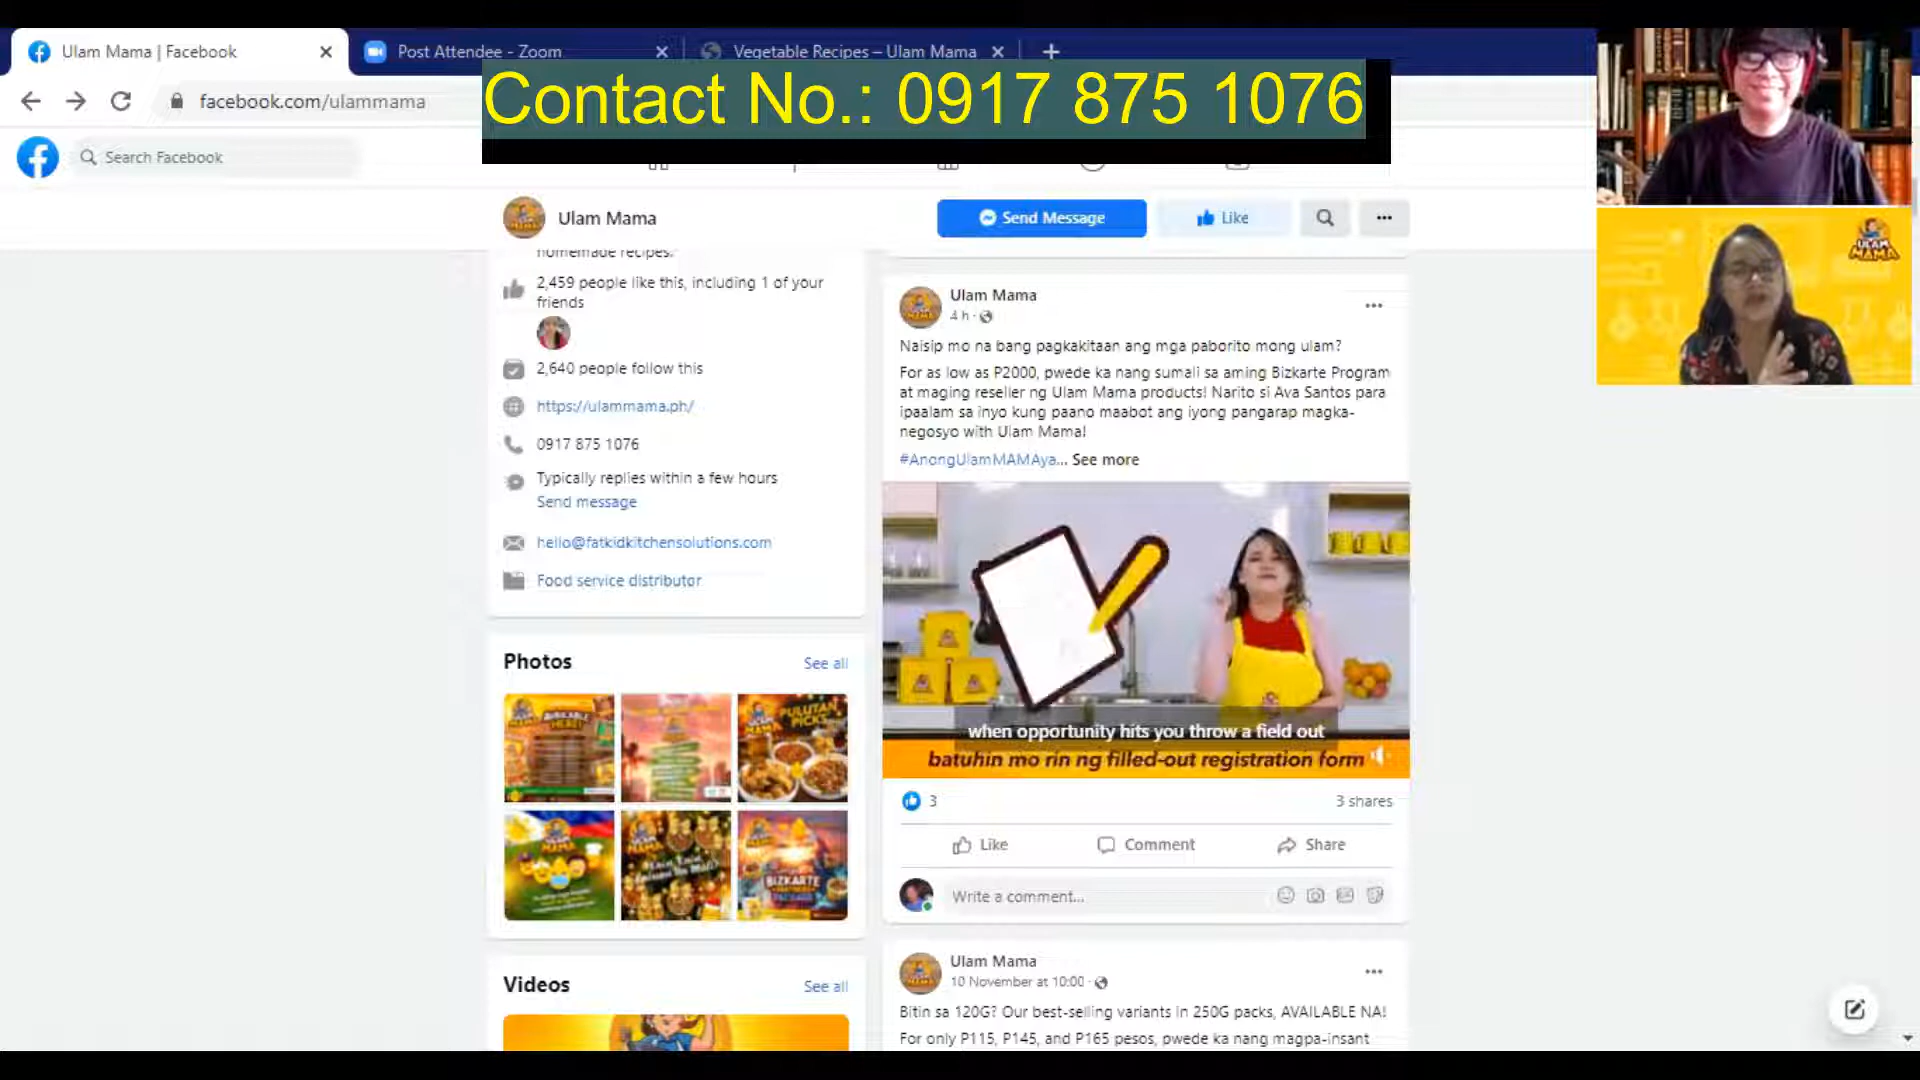 Ulam Mama | Facebook
Post Attendee - Zoom
Vegetable Recipes – Ulam Mama
facebook.com/ulammama
Contact No.: 0917 875 1076
Search Facebook
Ulam Mama
Send Message
Like
homemade recipes.
2,459 people like this, including 1 of your
friends
2,640 people follow this
https://ulammama.ph/
0917 875 1076
Typically replies within a few hours
Send message
hello@fatkidkitchensolutions.com
Food service distributor
Photos
See all
AVAILABLE
PULUTAN
PICKS
BIZKARTE
PACKAGE
Videos
See all
Ulam Mama
4 h
Naisip mo na bang pagkakitaan ang mga paborito mong ulam?
For as low as P2000, pwede ka nang sumali sa aming Bizkarte Program
at maging reseller ng Ulam Mama products! Narito si Ava Santos para
ipaalam sa inyo kung paano maabot ang iyong pangarap magka-
negosyo with Ulam Mama!
#AnongUlamMAMAya... See more
when opportunity hits you throw a field out
batuhin mo rin ng filled-out registration form
3
3 shares
Like
Comment
Share
Write a comment...
Ulam Mama
10 November at 10:00
Bitin sa 120G? Our best-selling variants in 250G packs, AVAILABLE NA!
For only P115, P145, and P165 pesos, pwede ka nang magpa-insant
ULAM
MAMA